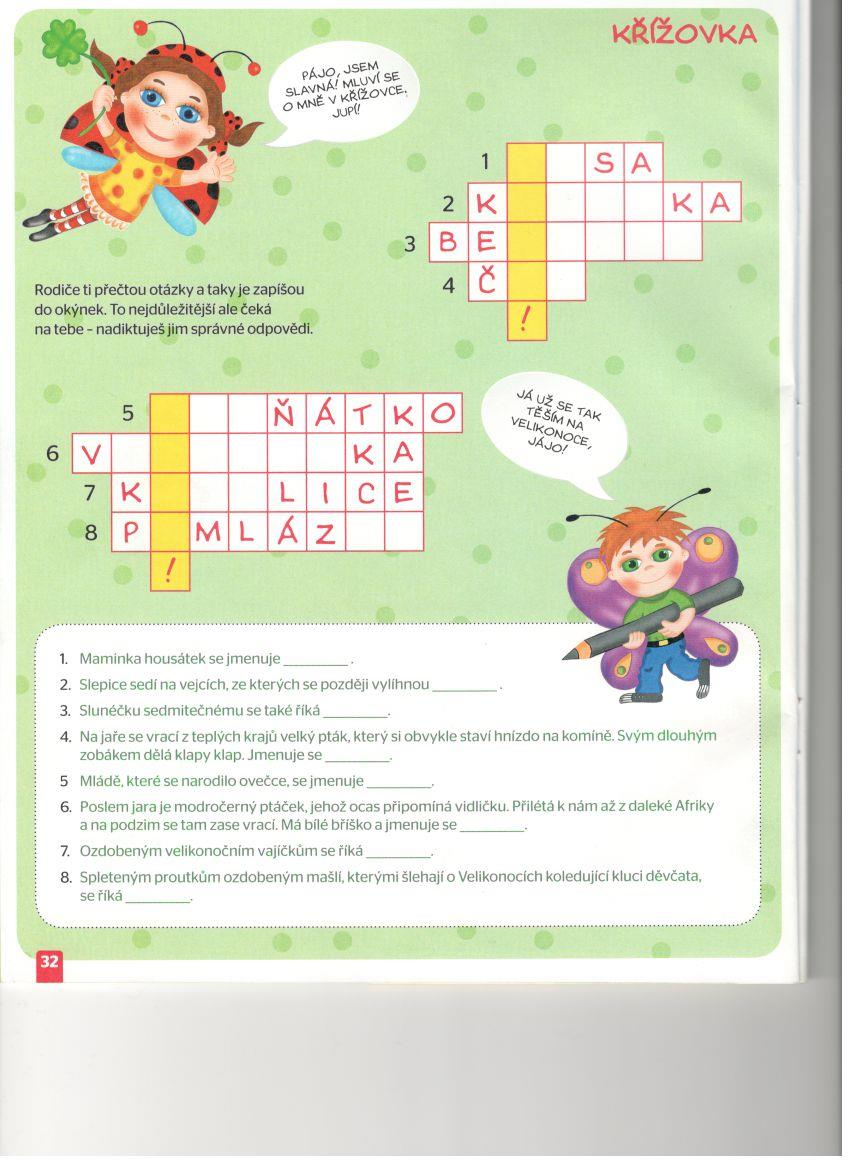 KŘÍŽOVKA
PÁJO, JSEM
SLAVNÁ! MLUVÍ SE
O MNĚ V KŘÍŽOVCE.
JUPÍ!
1 S A
2 K K A
3 B E
4 Č
!
Rodiče ti přečtou otázky a taky je zapíšou
do okýnek. To nejdůležitější ale čeká
na tebe – nadiktuješ jim správné odpovědi.
5 Ň Á T K O
6 V K A
7 K L I C E
8 P M L Á Z
!
JÁ UŽ SE TAK
TĚŠÍM NA
VELIKONOCE,
JÁJO!
1. Maminka housátek se jmenuje ________ .
2. Slepice sedí na vejcích, ze kterých se později vylíhnou ________ .
3. Slunéčku sedmitečnému se také říká ________.
4. Na jaře se vrací z teplých krajů velký pták, který si obvykle staví hnízdo na komíně. Svým dlouhým
zobákem dělá klapy klap. Jmenuje se ________.
5 Mládě, které se narodilo ovečce, se jmenuje ________.
6. Poslem jara je modročerný ptáček, jehož ocas připomíná vidličku. Přilétá k nám až z daleké Afriky
a na podzim se tam zase vrací. Má bílé bříško a jmenuje se ________.
7. Ozdobeným velikonočním vajíčkům se říká ________.
8. Spleteným proutkům ozdobeným mašlí, kterými šlehají o Velikonocích koledující kluci děvčata,
se říká ________.
32